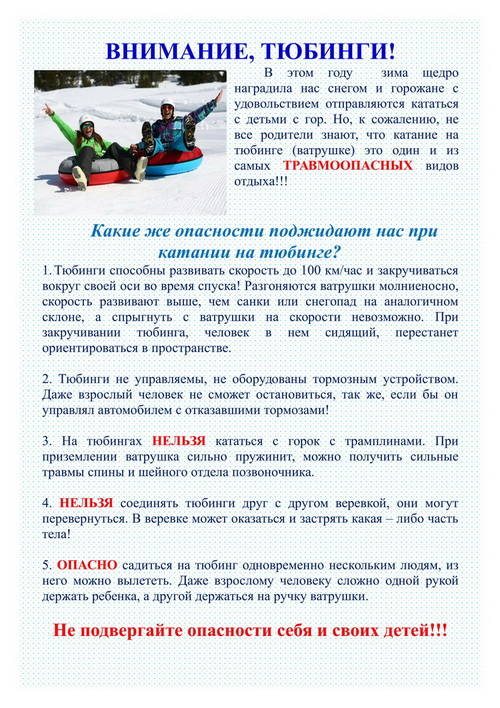 ВНИМАНИЕ, ТЮБИНГИ!
В этом году зима щедро
наградила нас снегом и горожане с
удовольствием отправляются кататься
с детьми с гор. Но, к сожалению, не
все родители знают, что катание на
тюбинге (ватрушке) это один и из
самых ТРАВМООПАСНЫХ видов
отдыха!!!
Какие же опасности поджидают нас при
катании на тюбинге?
1. Тюбинги способны развивать скорость до 100 км/час и закручиваться
вокруг своей оси во время спуска! Разгоняются ватрушки молниеносно,
скорость развивают выше, чем санки или снегопад на аналогичном
склоне, а спрыгнуть с ватрушки на скорости невозможно. При
закручивании тюбинга, человек в нем сидящий, перестанет
ориентироваться в пространстве.
2. Тюбинги не управляемы, не оборудованы тормозным устройством.
Даже взрослый человек не сможет остановиться, так же, если бы он
управлял автомобилем с отказавшими тормозами!
3. На тюбингах НЕЛЬЗЯ кататься с горок с трамплинами. При
приземлении ватрушка сильно пружинит, можно получить сильные
травмы спины и шейного отдела позвоночника.
4. НЕЛЬЗЯ соединять тюбинги друг с другом веревкой, они могут
перевернуться. В веревке может оказаться и застрять какая – либо часть
тела!
5. ОПАСНО садиться на тюбинг одновременно нескольким людям, из
него можно вылететь. Даже взрослому человеку сложно одной рукой
держать ребенка, а другой держаться на ручку ватрушки.
Не подвергайте опасности себя и своих детей!!!